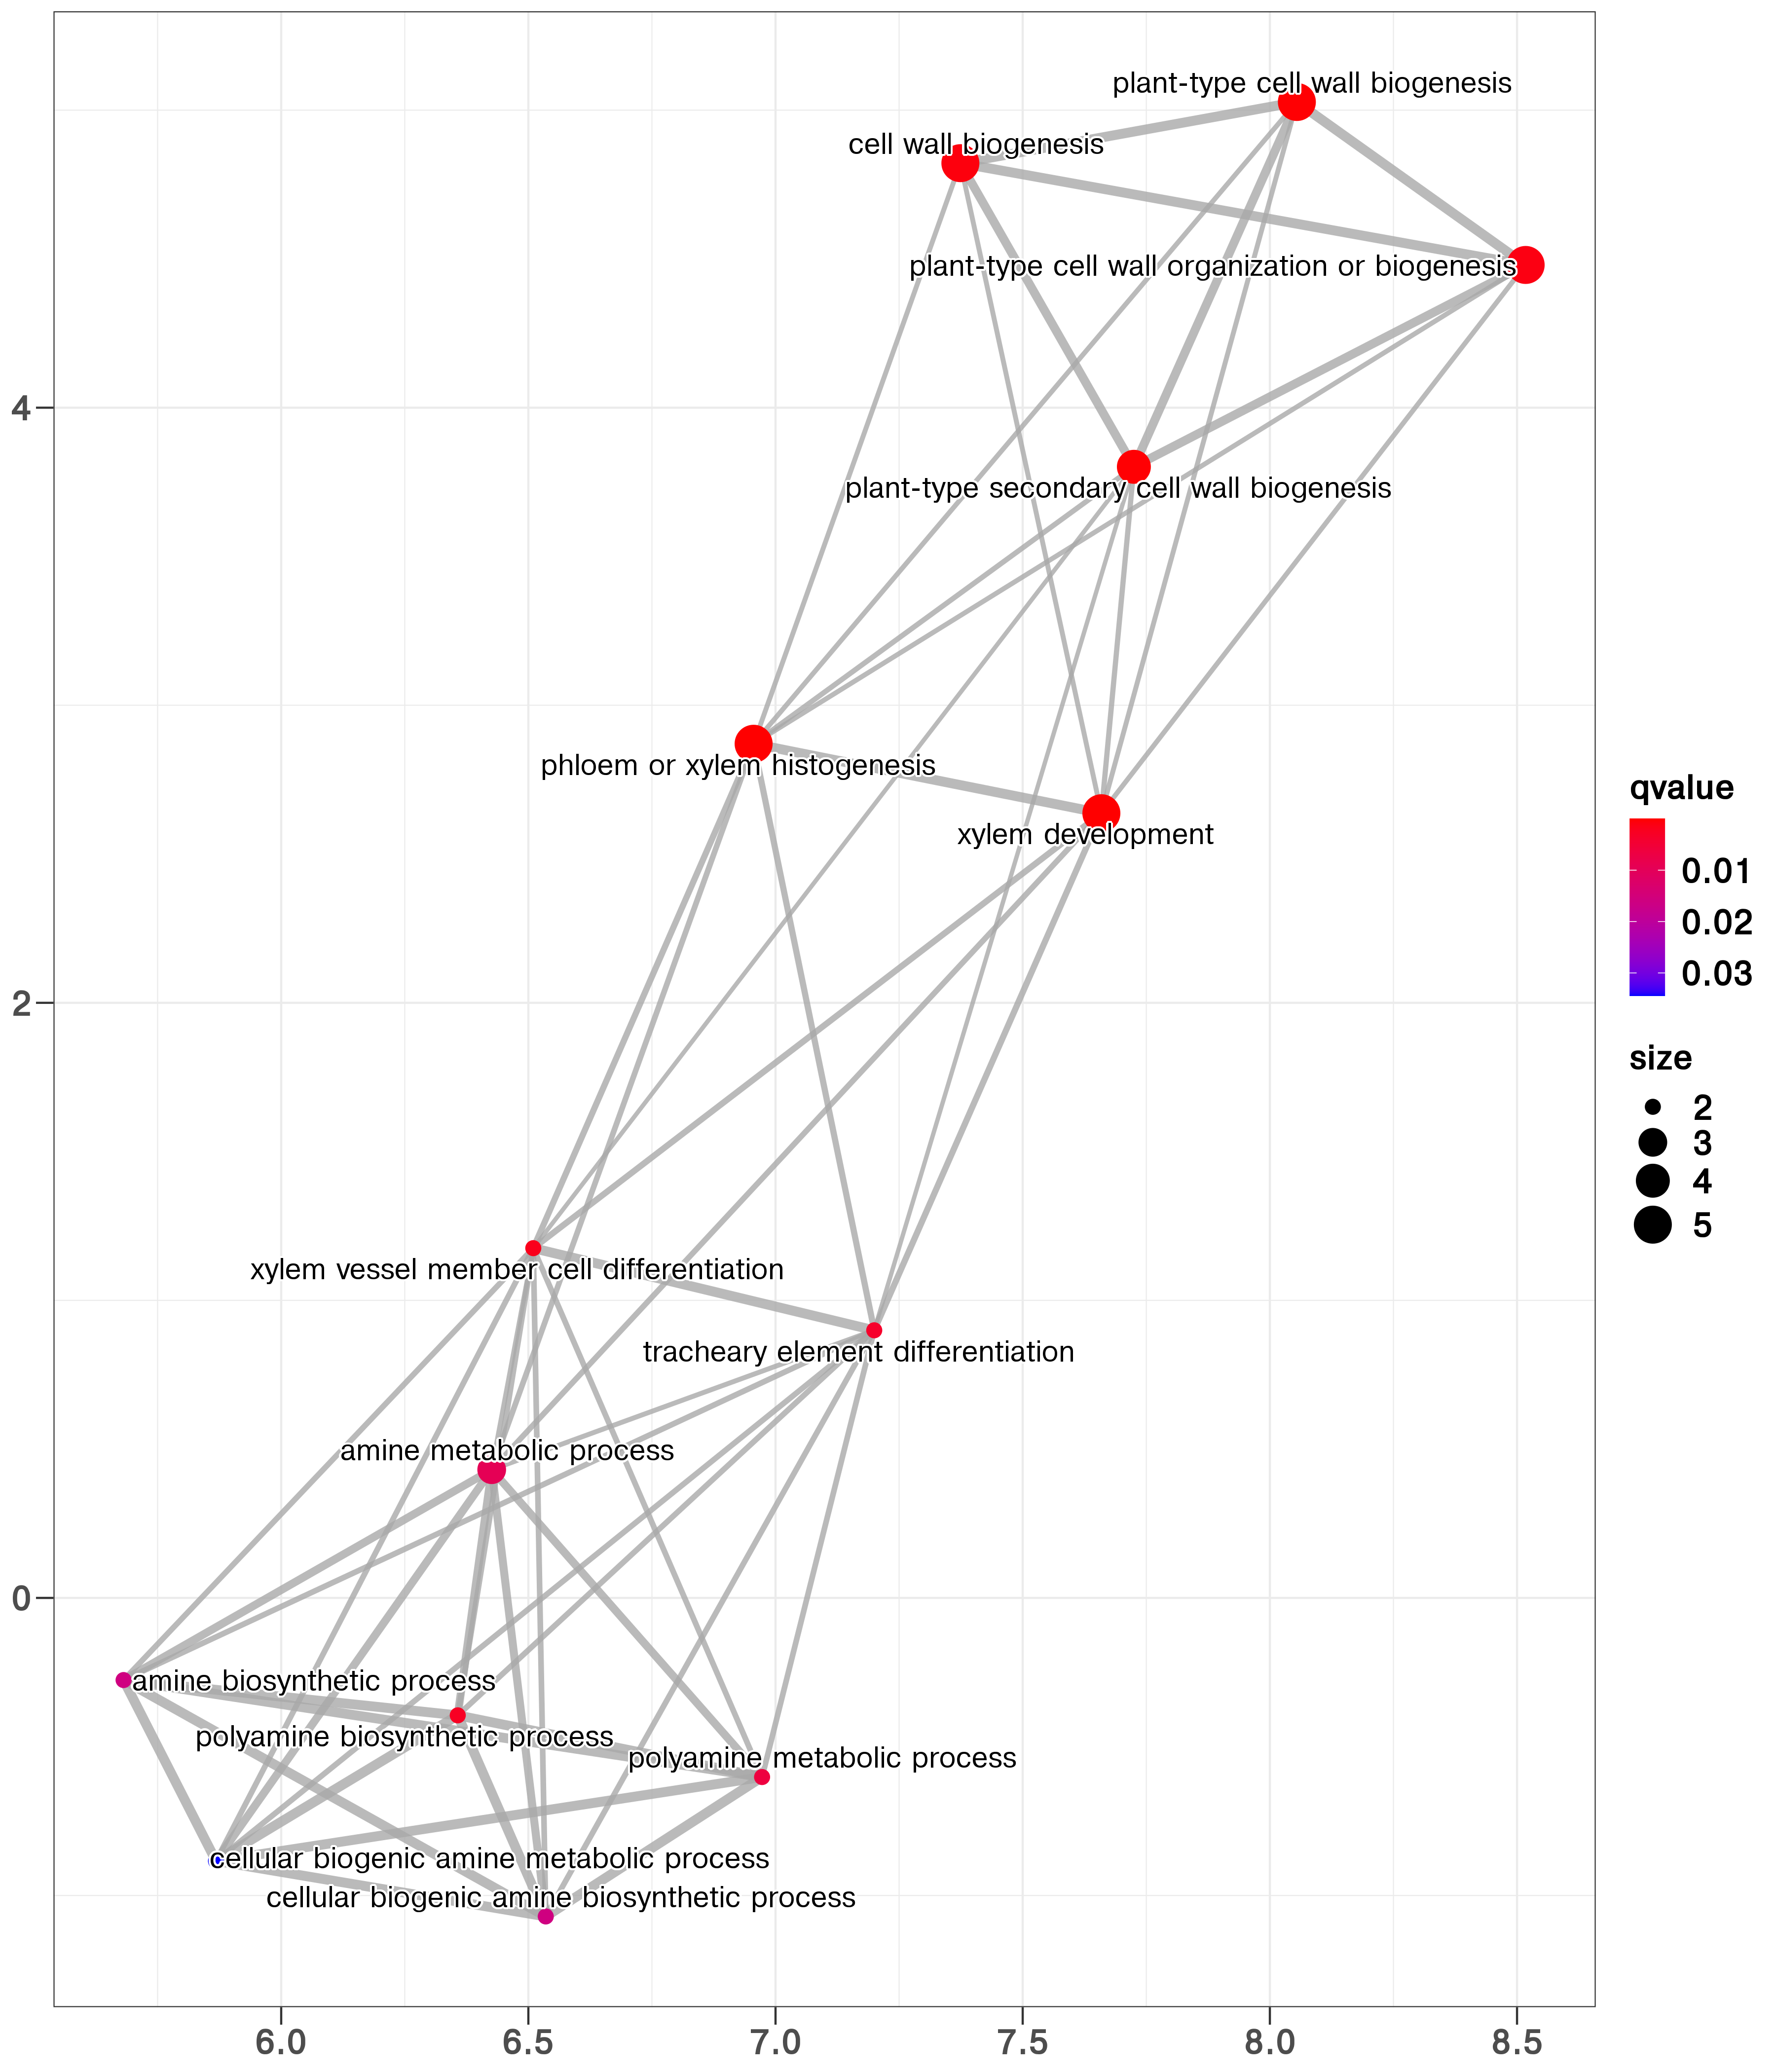 plant-type cell wall biogenesis
cell wall biogenesis
plant-type cell wall organization or biogenesis
4
plant-type secondary cell wall biogenesis
phloem or xylem histogenesis
xylem development
qvalue
0.01
0.02
0.03
2
size
2
3
4
5
xylem vessel member cell differentiation
tracheary element differentiation
amine metabolic process
0
amine biosynthetic process
polyamine biosynthetic process
polyamine metabolic process
cellular biogenic amine metabolic process
cellular biogenic amine biosynthetic process
6.0 6.5 7.0 7.5 8.0 8.5